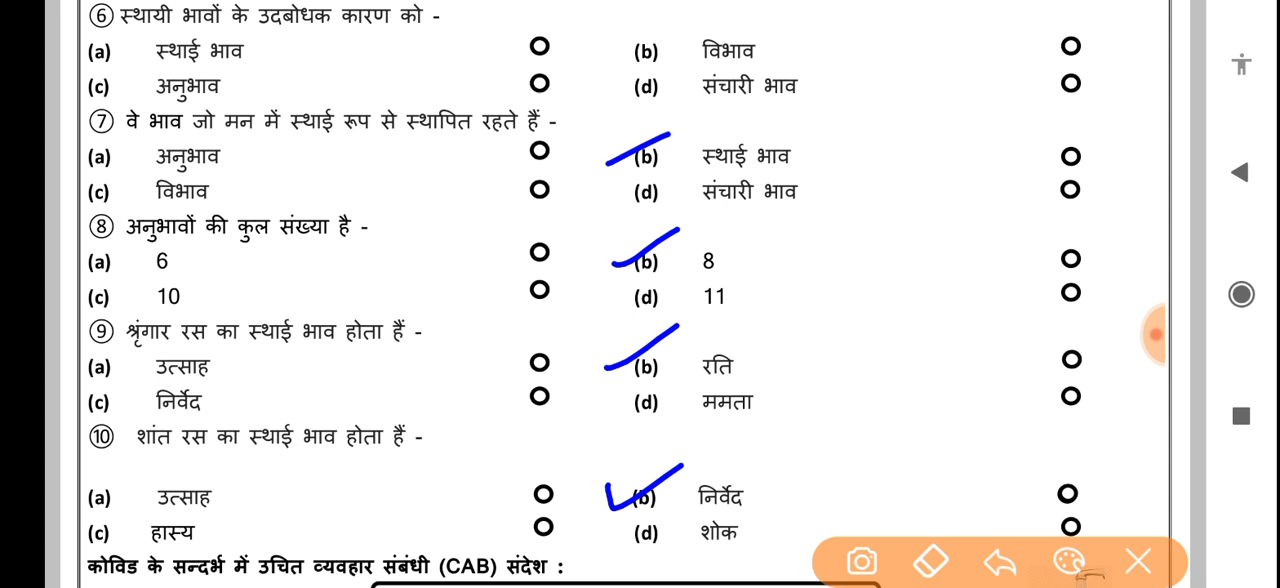 ⑥ स्थायी भावों के उदबोधक कारण को -
(a) स्थाई भाव (b) विभाव
(c) अनुभाव (d) संचारी भाव
⑦ वे भाव जो मन में स्थाई रूप से स्थापित रहते हैं -
(a) अनुभाव (b) स्थाई भाव
(c) विभाव (d) संचारी भाव
⑧ अनुभावों की कुल संख्या है -
(a) 6 (b) 8
(c) 10 (d) 11
⑨ श्रृंगार रस का स्थाई भाव होता हैं -
(a) उत्साह (b) रति
(c) निर्वेद (d) ममता
⑩ शांत रस का स्थाई भाव होता हैं -
(a) उत्साह (b) निर्वेद
(c) हास्य (d) शोक
कोविड के सन्दर्भ में उचित व्यवहार संबंधी (CAB) संदेश :